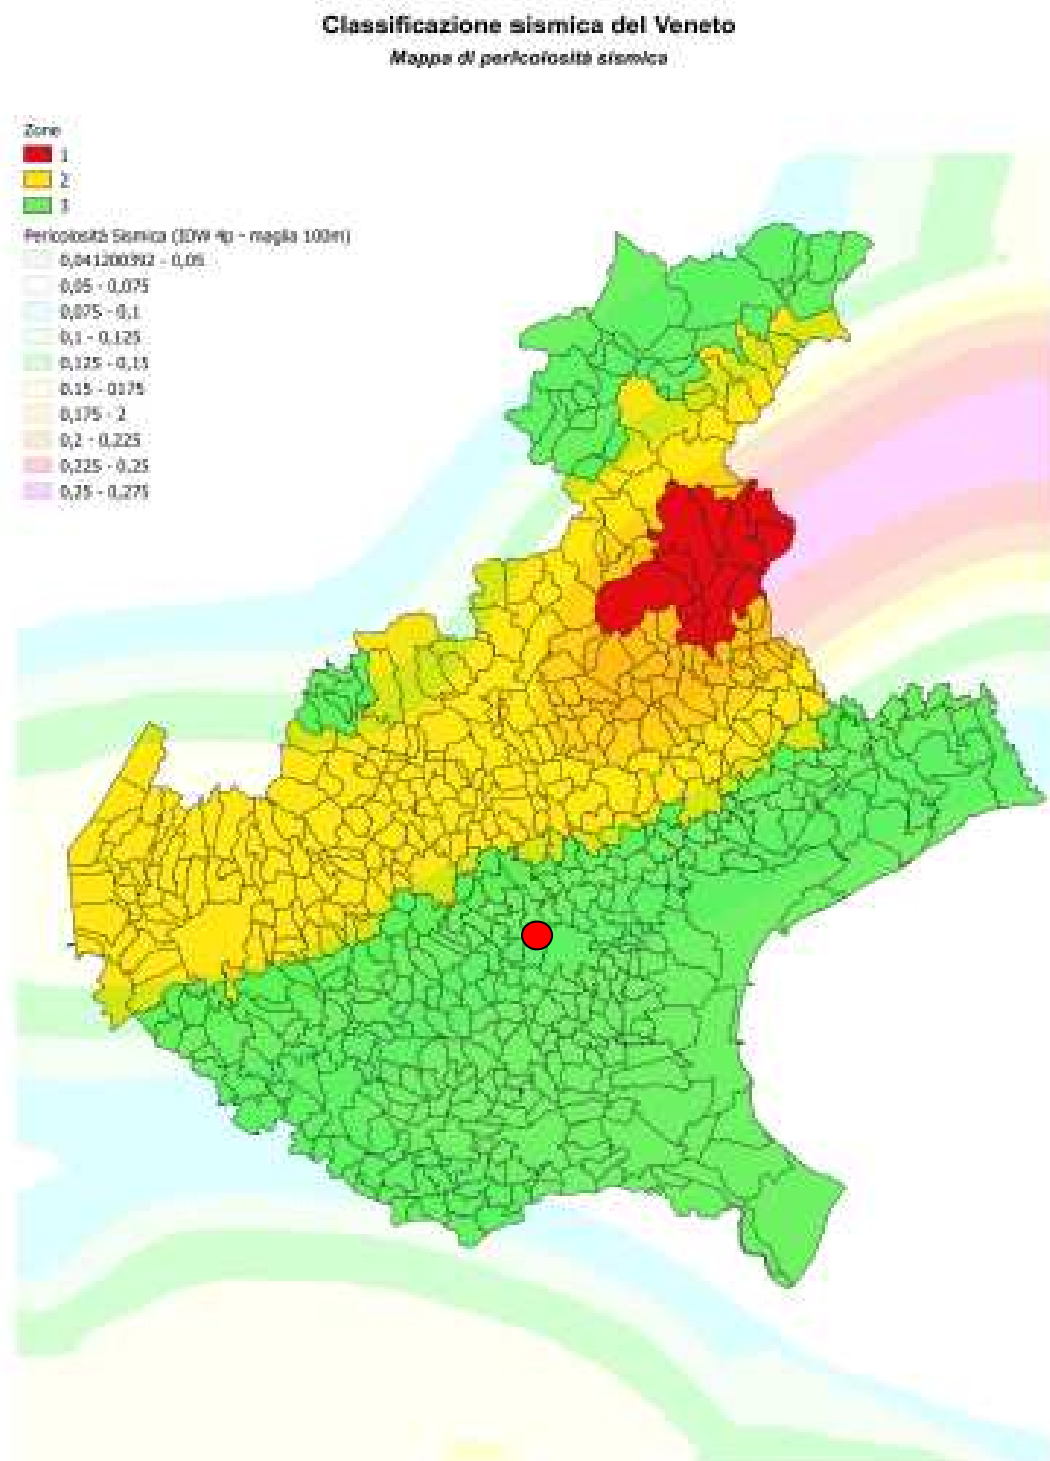 Classificazione sismica del Veneto
Mappa di pericolosità sismica
Zone
1
2
3
Pericolosità Sismica (IDW 4p - maglia 100m)
0,041200392 - 0,05
0,05 - 0,075
0,075 - 0,1
0,1 - 0,125
0,125 - 0,15
0.15 - 0175
0,175 - 2
0,2 - 0,225
0,225 - 0,25
0,25 - 0,275